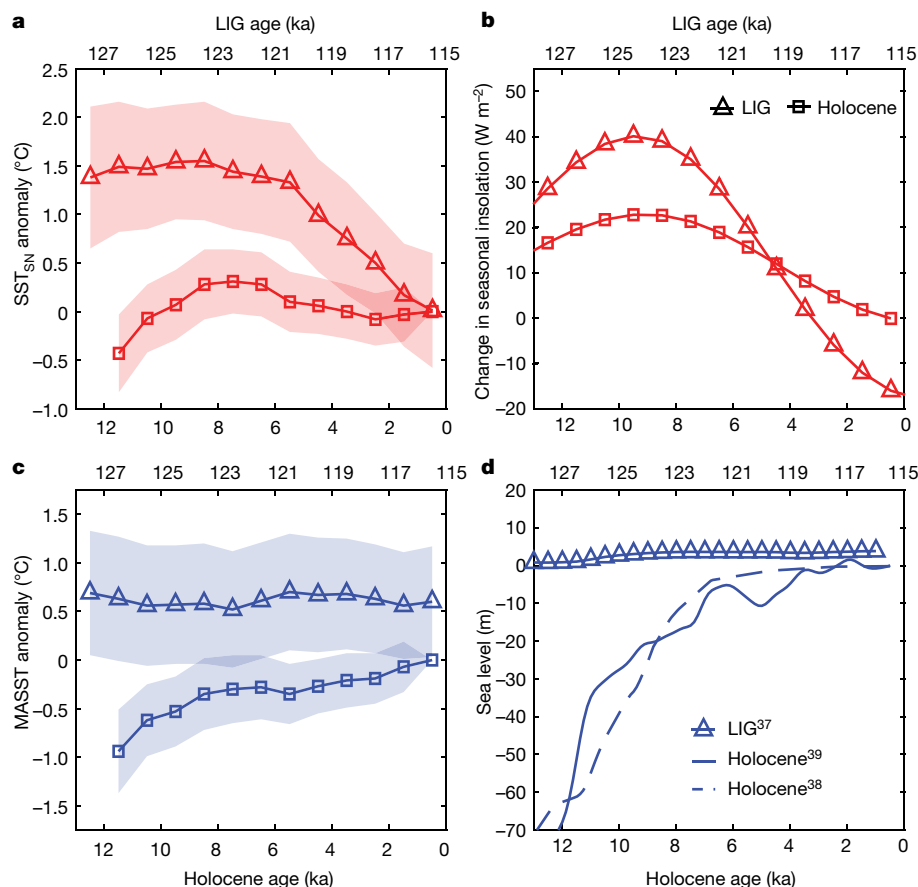 a
LIG age (ka)
127 125 123 121 119 117 115
SST_SN anomaly (°C)
2.5
2.0
1.5
1.0
0.5
0
−0.5
−1.0
12 10 8 6 4 2 0
b
LIG age (ka)
127 125 123 121 119 117 115
Change in seasonal insolation (W m⁻²)
50
40
30
20
10
0
−10
−20
LIG Holocene
12 10 8 6 4 2 0
c
127 125 123 121 119 117 115
MASST anomaly (°C)
1.5
1.0
0.5
0
−0.5
−1.0
−1.5
12 10 8 6 4 2 0
Holocene age (ka)
d
127 125 123 121 119 117 115
Sea level (m)
20
10
0
−10
−20
−30
−40
−50
−60
−70
LIG³⁷
Holocene³⁹
Holocene³⁸
12 10 8 6 4 2 0
Holocene age (ka)